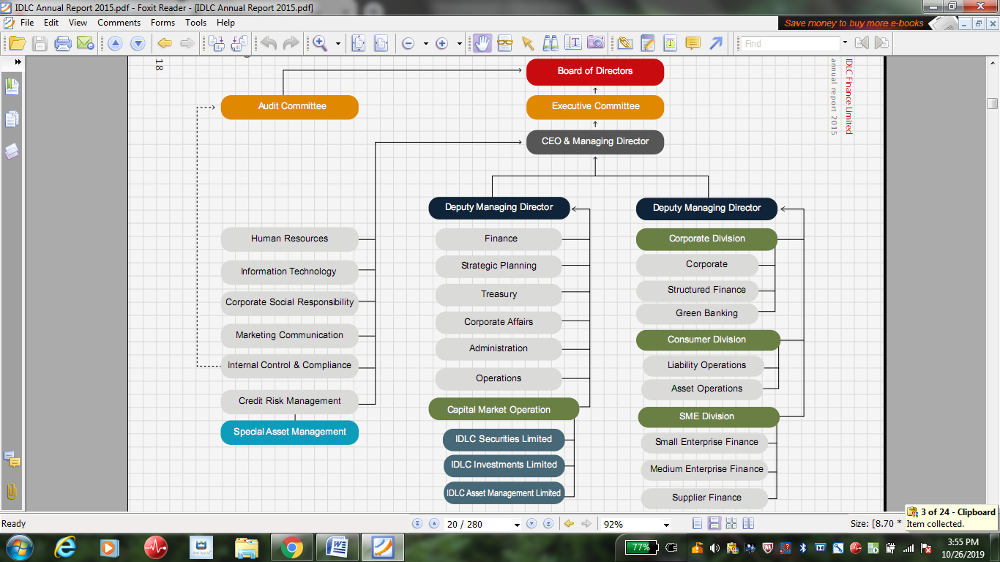 IDLC Annual Report 2015.pdf - Foxit Reader - [IDLC Annual Report 2015.pdf]
File Edit View Comments Forms Tools Help
Save money to buy more e-books
Find
18
IDLC Finance Limited
annual report 2015
Board of Directors
Audit Committee
Executive Committee
CEO & Managing Director
Deputy Managing Director
Deputy Managing Director
Human Resources
Information Technology
Corporate Social Responsibility
Marketing Communication
Internal Control & Compliance
Credit Risk Management
Special Asset Management
Finance
Strategic Planning
Treasury
Corporate Affairs
Administration
Operations
Capital Market Operation
IDLC Securities Limited
IDLC Investments Limited
IDLC Asset Management Limited
Corporate Division
Corporate
Structured Finance
Green Banking
Consumer Division
Liability Operations
Asset Operations
SME Division
Small Enterprise Finance
Medium Enterprise Finance
Supplier Finance
3 of 24 - Clipboard
Item collected.
Ready
20 / 280
92%
Size: [8.70 *
77%
3:55 PM
10/26/2019